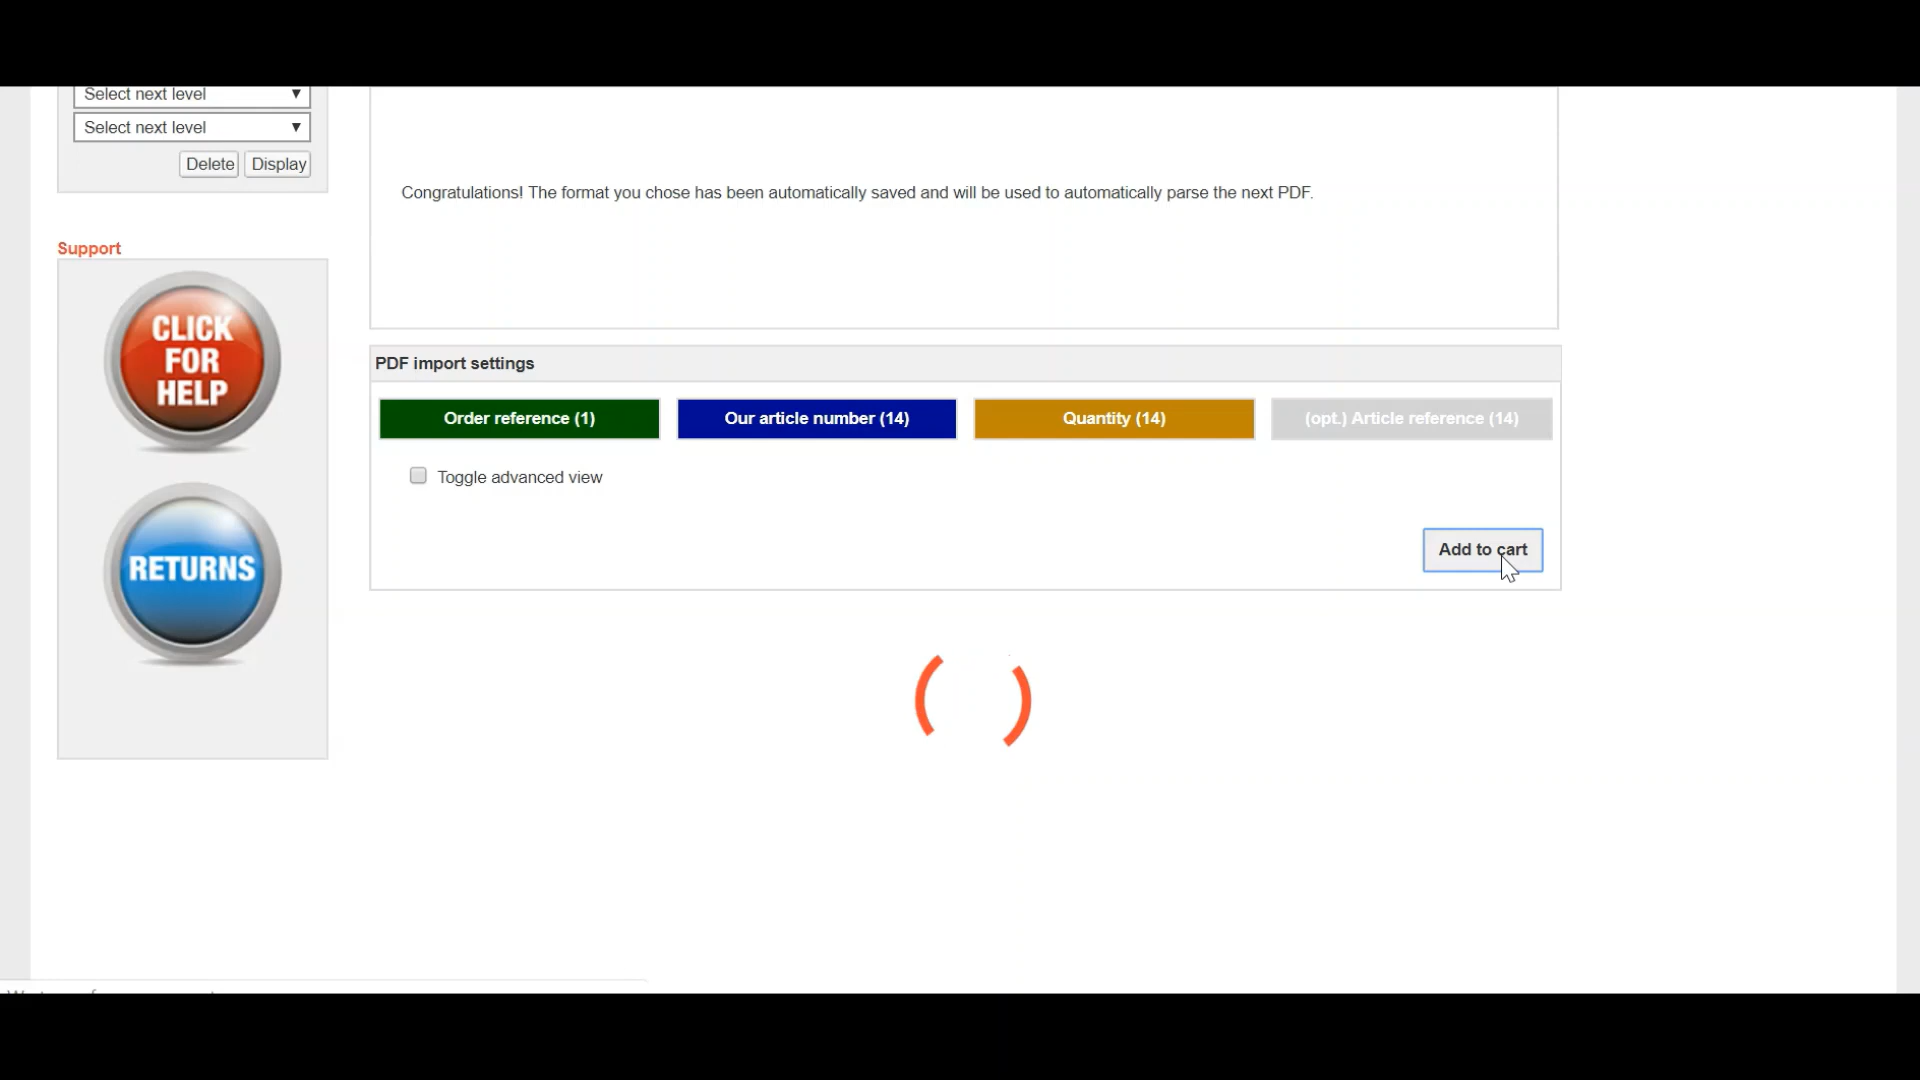 Select next level
Select next level
Delete Display
Congratulations! The format you chose has been automatically saved and will be used to automatically parse the next PDF.
Support
CLICK
FOR
HELP
RETURNS
PDF import settings
Order reference (1) Our article number (14) Quantity (14) (opt.) Article reference (14)
Toggle advanced view
Add to cart